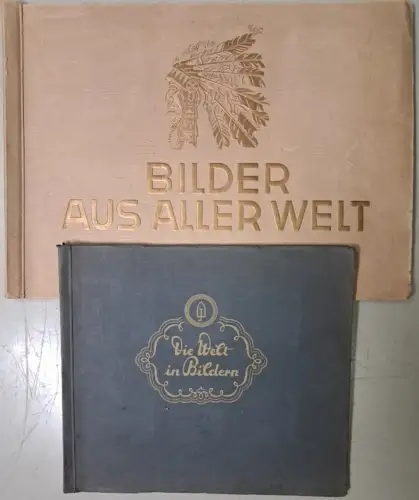 BILDER
AUS ALLER WELT
Die Welt
in Bildern